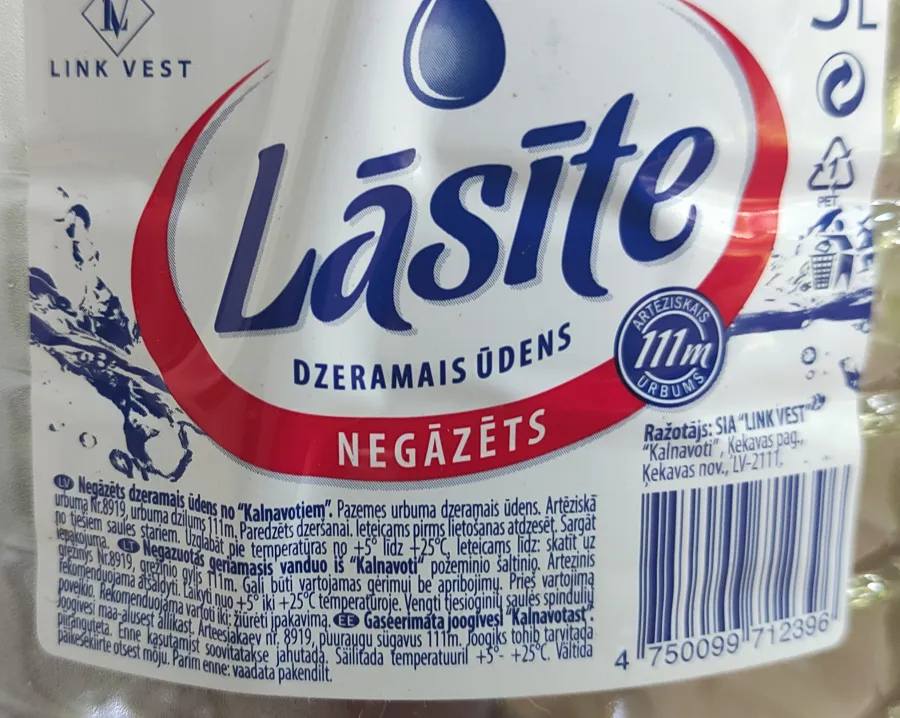 LV
LINK VEST
5L
PET
Lāsīte
DZERAMAIS ŪDENS
NEGĀZĒTS
ARTĒZISKAIS
111m
URBUMS
Ražotājs: SIA "LINK VEST"
"Kalnavoti", Ķekavas pag.,
Ķekavas nov., LV-2111,
LV Negāzēts dzeramais ūdens no "Kalnavotiem". Pazemes urbuma dzeramais ūdens. Artēziskā
urbuma Nr.8919, urbuma dziļums 111m. Paredzēts dzeršanai. Ieteicams pirms lietošanas atdzesēt. Sargāt
no tiešiem saules stariem. Uzglabāt pie temperatūras no +5° līdz +25°C, Ieteicams līdz: skatīt uz
iepakojuma. LT Negazuotas geriamasis vanduo iš "Kalnavoti" požeminio šaltinio. Artezinis
gręžinys Nr.8919, gręžinio gylis 111m. Gali būti vartojamas gėrimui be apribojimų. Prieš vartojimą
rekomenduojama atšaldyti. Laikyti nuo +5° iki +25°C temperatūroje. Vengti tiesioginių saulės spindulių
poveikio. Rekomenduojama vartoti iki: žiūrėti įpakavimą. EE Gaseerimata joogivesi "Kalnavotast".
Joogivesi maa-alusest allikast. Arteesiakaev nr. 8919, puuraugu sügavus 111m. Joogiks tohib tarvitada
piiranguteta. Enne kasutamist soovitatakse jahutada. Säilitada temperatuuril +5°- +25°C. Vältida
päikesekiirte otsest mõju. Parim enne: vaadata pakendilt.
4 750099 712396